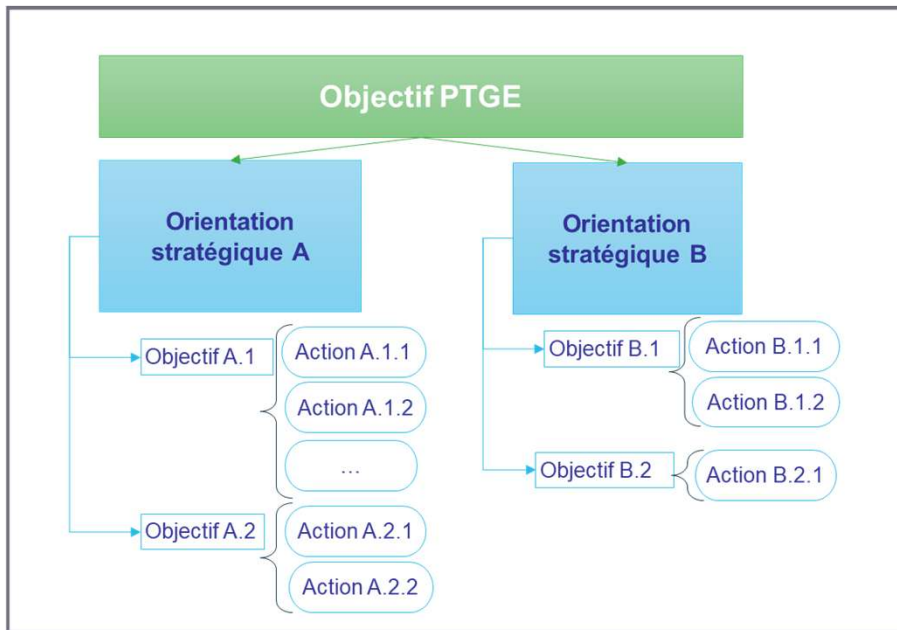 Objectif PTGE
Orientation
stratégique A
Objectif A.1
Action A.1.1
Action A.1.2
...
Objectif A.2
Action A.2.1
Action A.2.2
Orientation
stratégique B
Objectif B.1
Action B.1.1
Action B.1.2
Objectif B.2
Action B.2.1